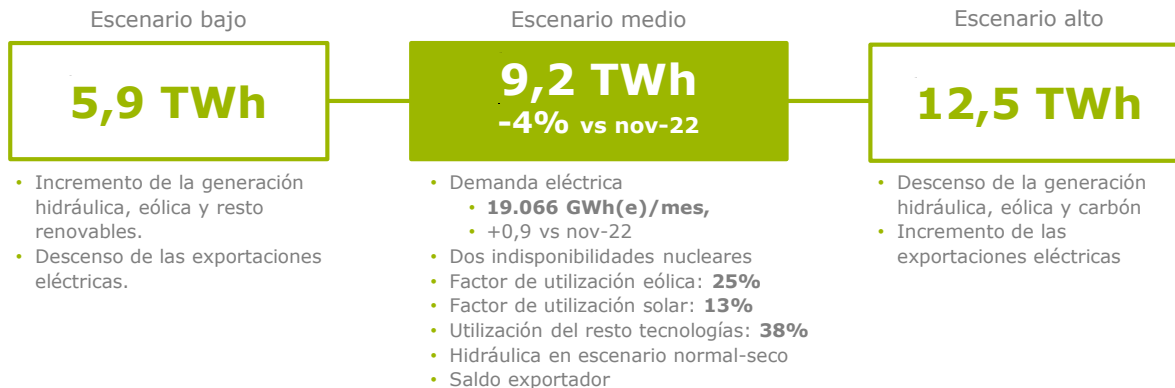 Escenario bajo
5,9 TWh
• Incremento de la generación
hidráulica, eólica y resto
renovables.
• Descenso de las exportaciones
eléctricas.
Escenario medio
9,2 TWh
-4% vs nov-22
• Demanda eléctrica
• 19.066 GWh(e)/mes,
• +0,9 vs nov-22
• Dos indisponibilidades nucleares
• Factor de utilización eólica: 25%
• Factor de utilización solar: 13%
• Utilización del resto tecnologías: 38%
• Hidráulica en escenario normal-seco
• Saldo exportador
Escenario alto
12,5 TWh
• Descenso de la generación
hidráulica, eólica y carbón
• Incremento de las
exportaciones eléctricas